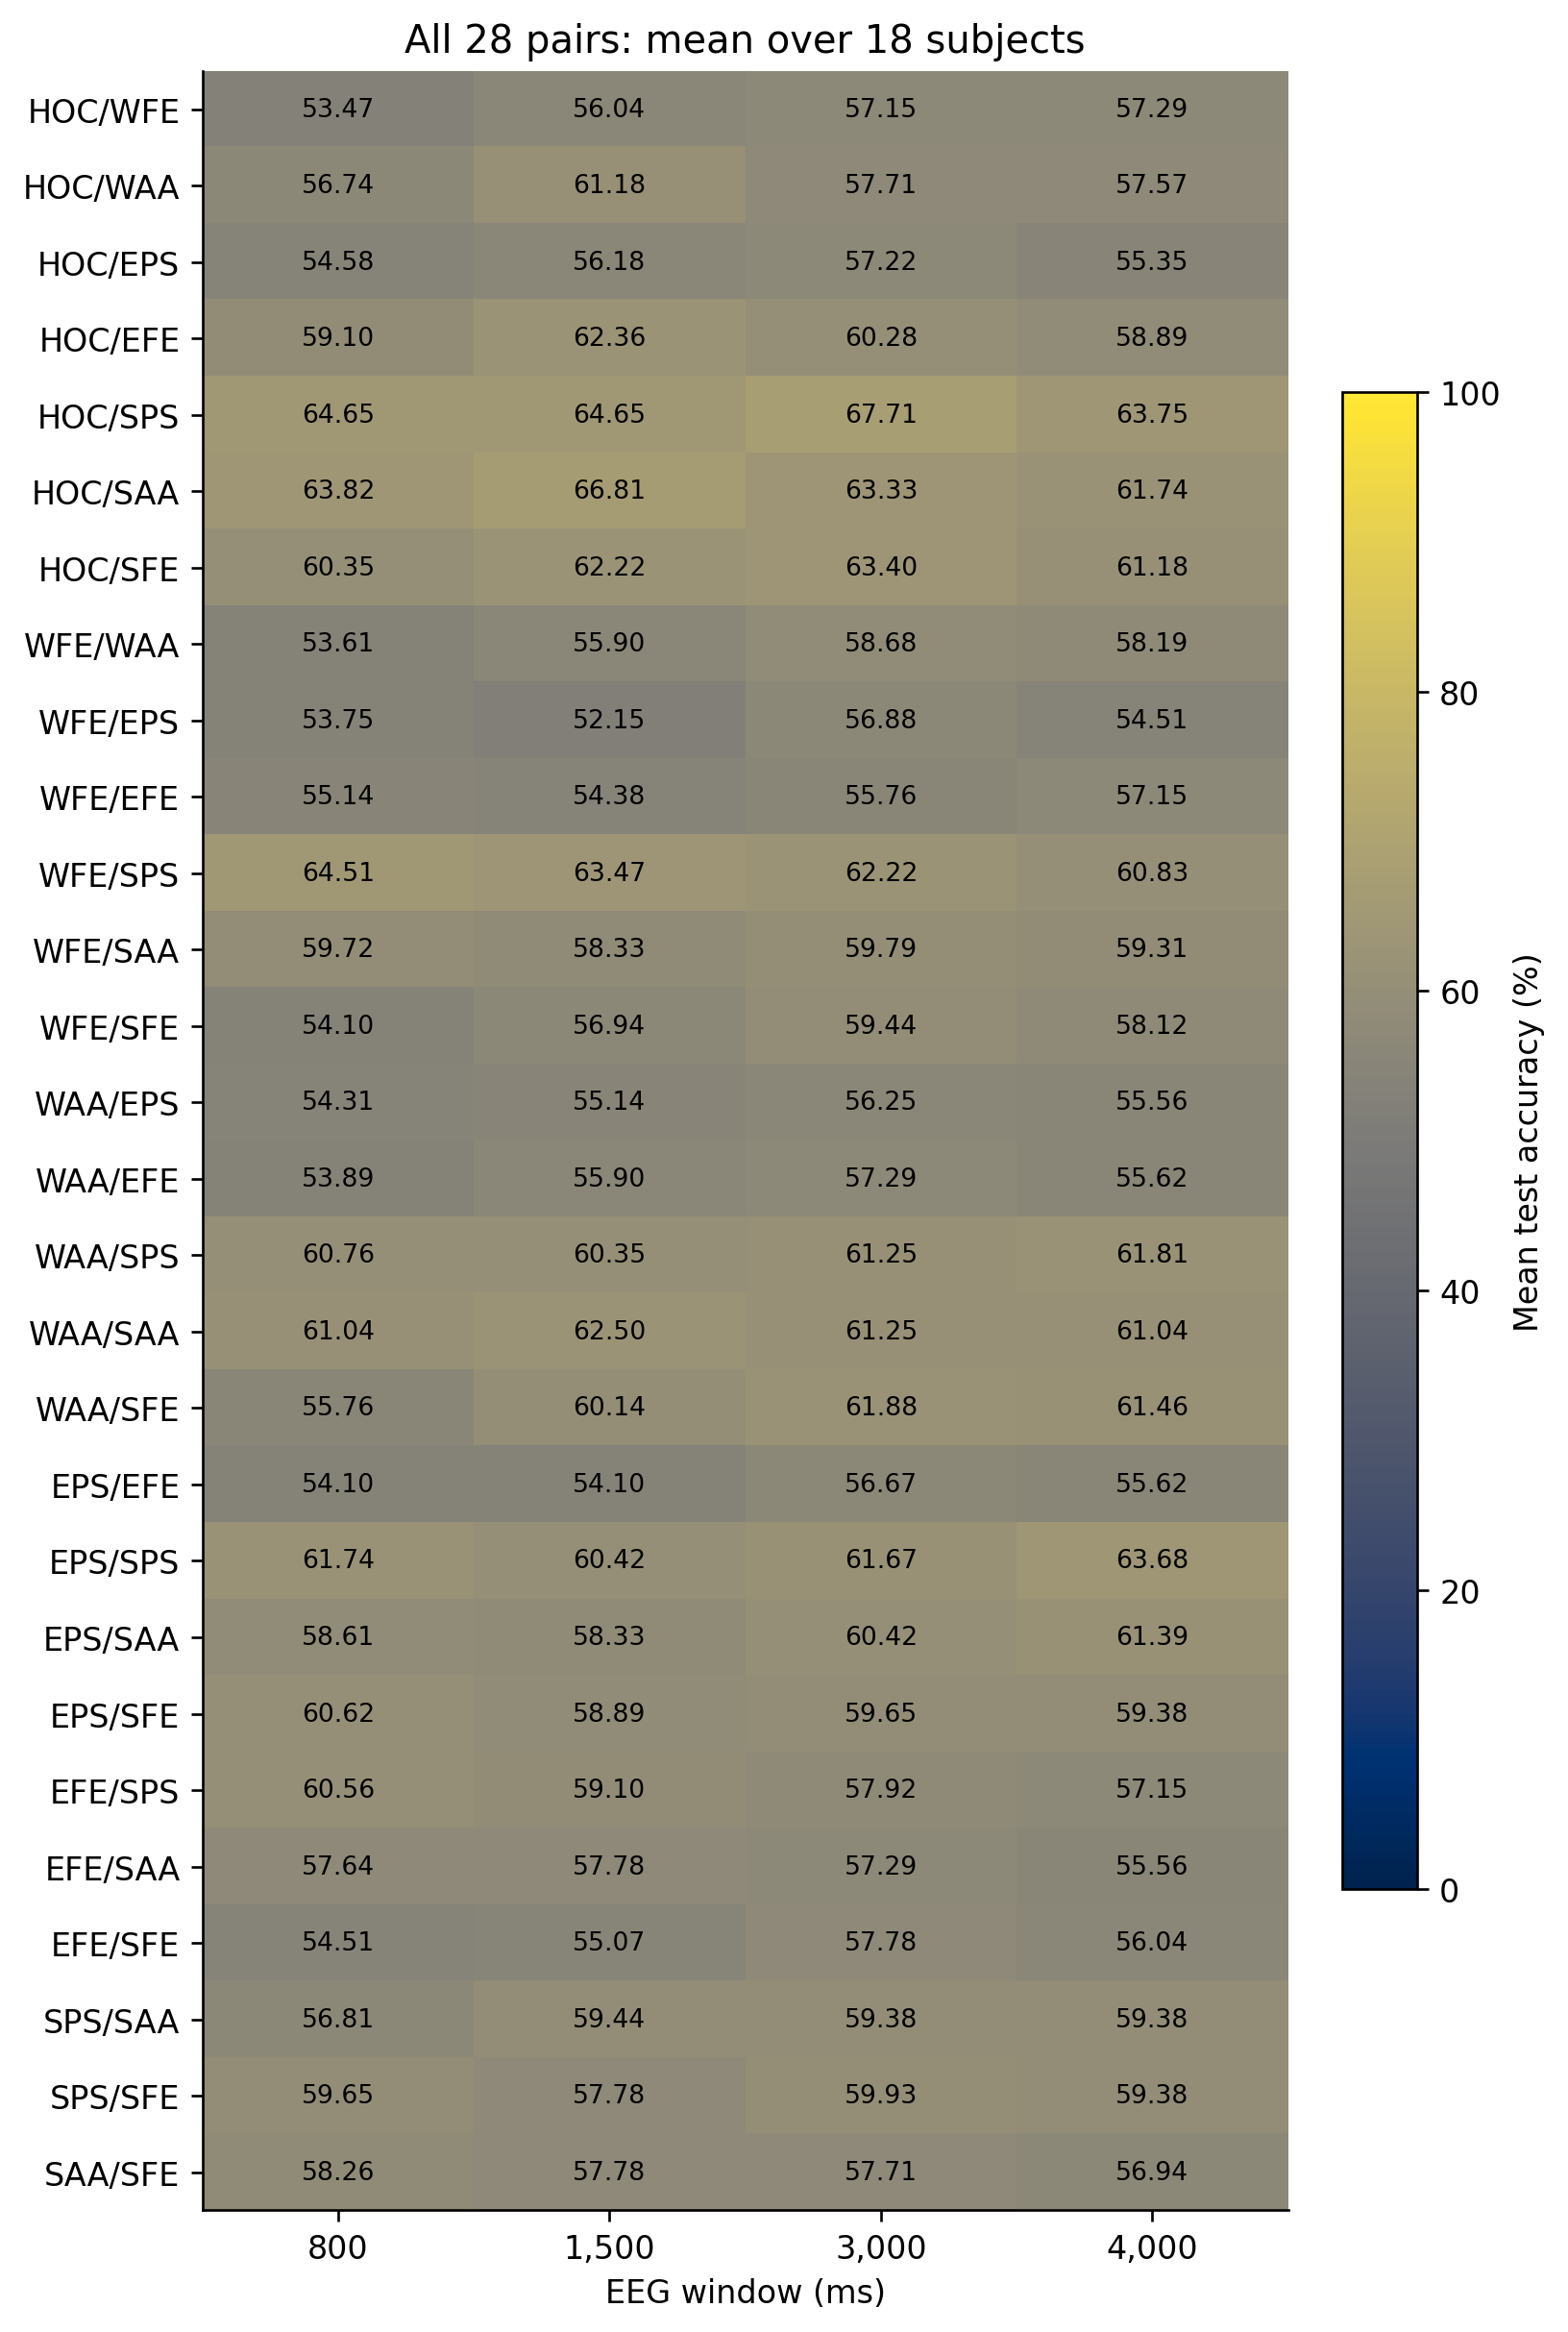 All 28 pairs: mean over 18 subjects
HOC/WFE 53.47 56.04 57.15 57.29
HOC/WAA 56.74 61.18 57.71 57.57
HOC/EPS 54.58 56.18 57.22 55.35
HOC/EFE 59.10 62.36 60.28 58.89
HOC/SPS 64.65 64.65 67.71 63.75
HOC/SAA 63.82 66.81 63.33 61.74
HOC/SFE 60.35 62.22 63.40 61.18
WFE/WAA 53.61 55.90 58.68 58.19
WFE/EPS 53.75 52.15 56.88 54.51
WFE/EFE 55.14 54.38 55.76 57.15
WFE/SPS 64.51 63.47 62.22 60.83
WFE/SAA 59.72 58.33 59.79 59.31
WFE/SFE 54.10 56.94 59.44 58.12
WAA/EPS 54.31 55.14 56.25 55.56
WAA/EFE 53.89 55.90 57.29 55.62
WAA/SPS 60.76 60.35 61.25 61.81
WAA/SAA 61.04 62.50 61.25 61.04
WAA/SFE 55.76 60.14 61.88 61.46
EPS/EFE 54.10 54.10 56.67 55.62
EPS/SPS 61.74 60.42 61.67 63.68
EPS/SAA 58.61 58.33 60.42 61.39
EPS/SFE 60.62 58.89 59.65 59.38
EFE/SPS 60.56 59.10 57.92 57.15
EFE/SAA 57.64 57.78 57.29 55.56
EFE/SFE 54.51 55.07 57.78 56.04
SPS/SAA 56.81 59.44 59.38 59.38
SPS/SFE 59.65 57.78 59.93 59.38
SAA/SFE 58.26 57.78 57.71 56.94
800 1,500 3,000 4,000
EEG window (ms)
100
80
60
40
20
0
Mean test accuracy (%)